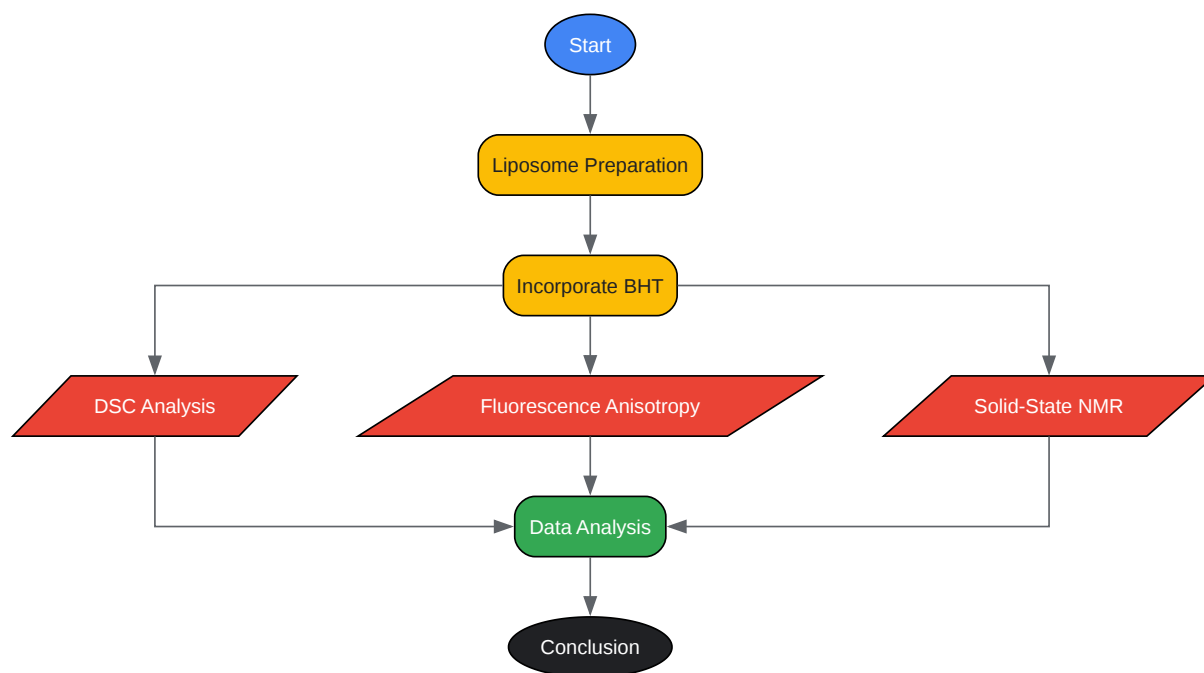 Start
Liposome Preparation
Incorporate BHT
DSC Analysis
Fluorescence Anisotropy
Solid-State NMR
Data Analysis
Conclusion